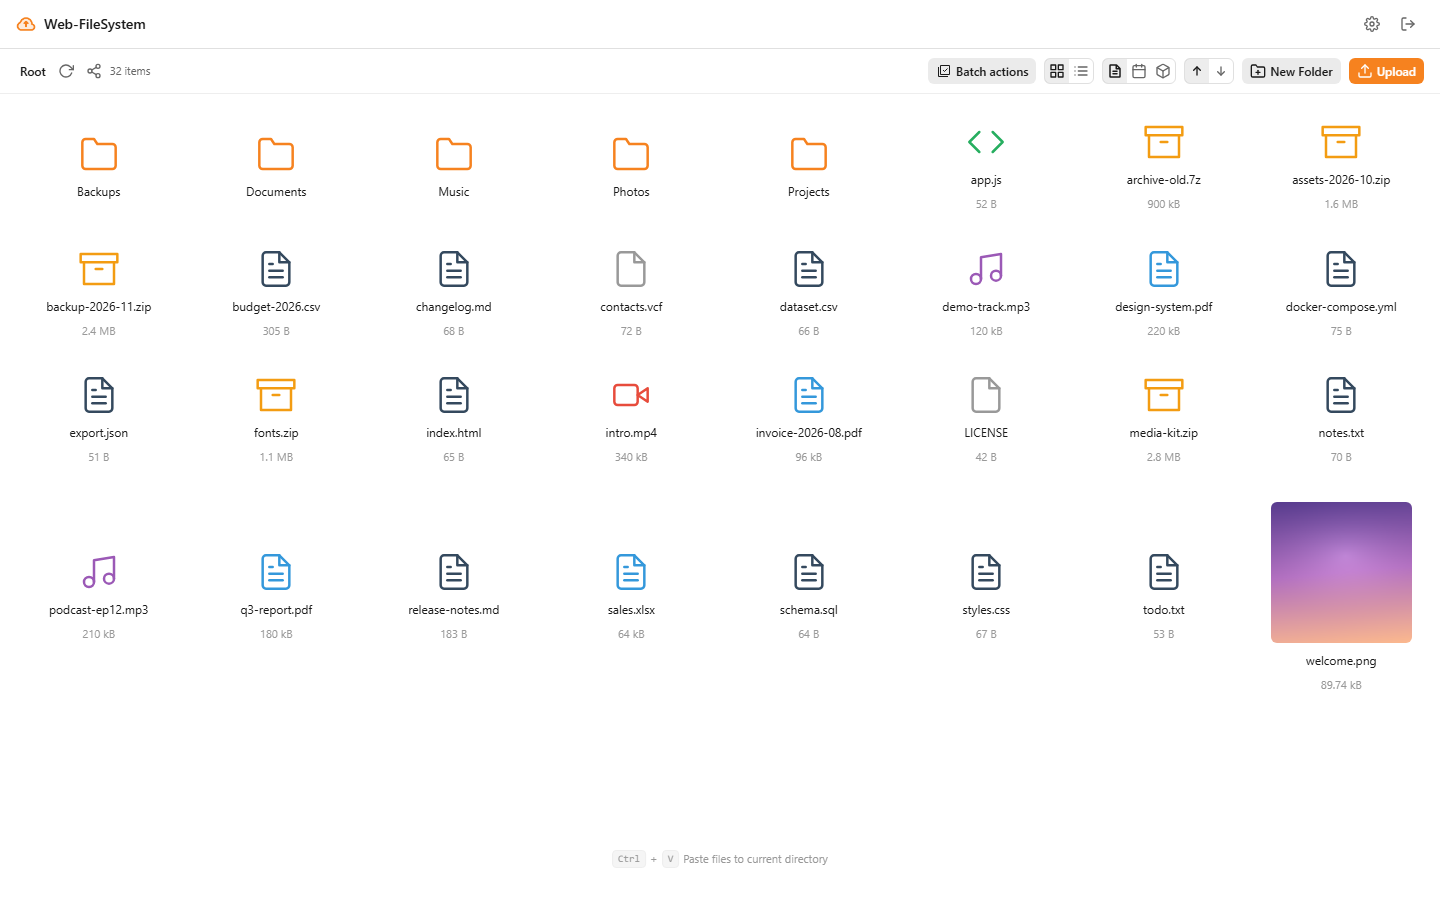 Web-FileSystem
Root 32 items Batch actions New Folder Upload
Backups Documents Music Photos Projects app.js archive-old.7z assets-2026-10.zip
52 B 900 kB 1.6 MB
backup-2026-11.zip budget-2026.csv changelog.md contacts.vcf dataset.csv demo-track.mp3 design-system.pdf docker-compose.yml
2.4 MB 305 B 68 B 72 B 66 B 120 kB 220 kB 75 B
export.json fonts.zip index.html intro.mp4 invoice-2026-08.pdf LICENSE media-kit.zip notes.txt
51 B 1.1 MB 65 B 340 kB 96 kB 42 B 2.8 MB 70 B
podcast-ep12.mp3 q3-report.pdf release-notes.md sales.xlsx schema.sql styles.css todo.txt
210 kB 180 kB 183 B 64 kB 64 B 67 B 53 B
welcome.png
89.74 kB
Ctrl + V Paste files to current directory